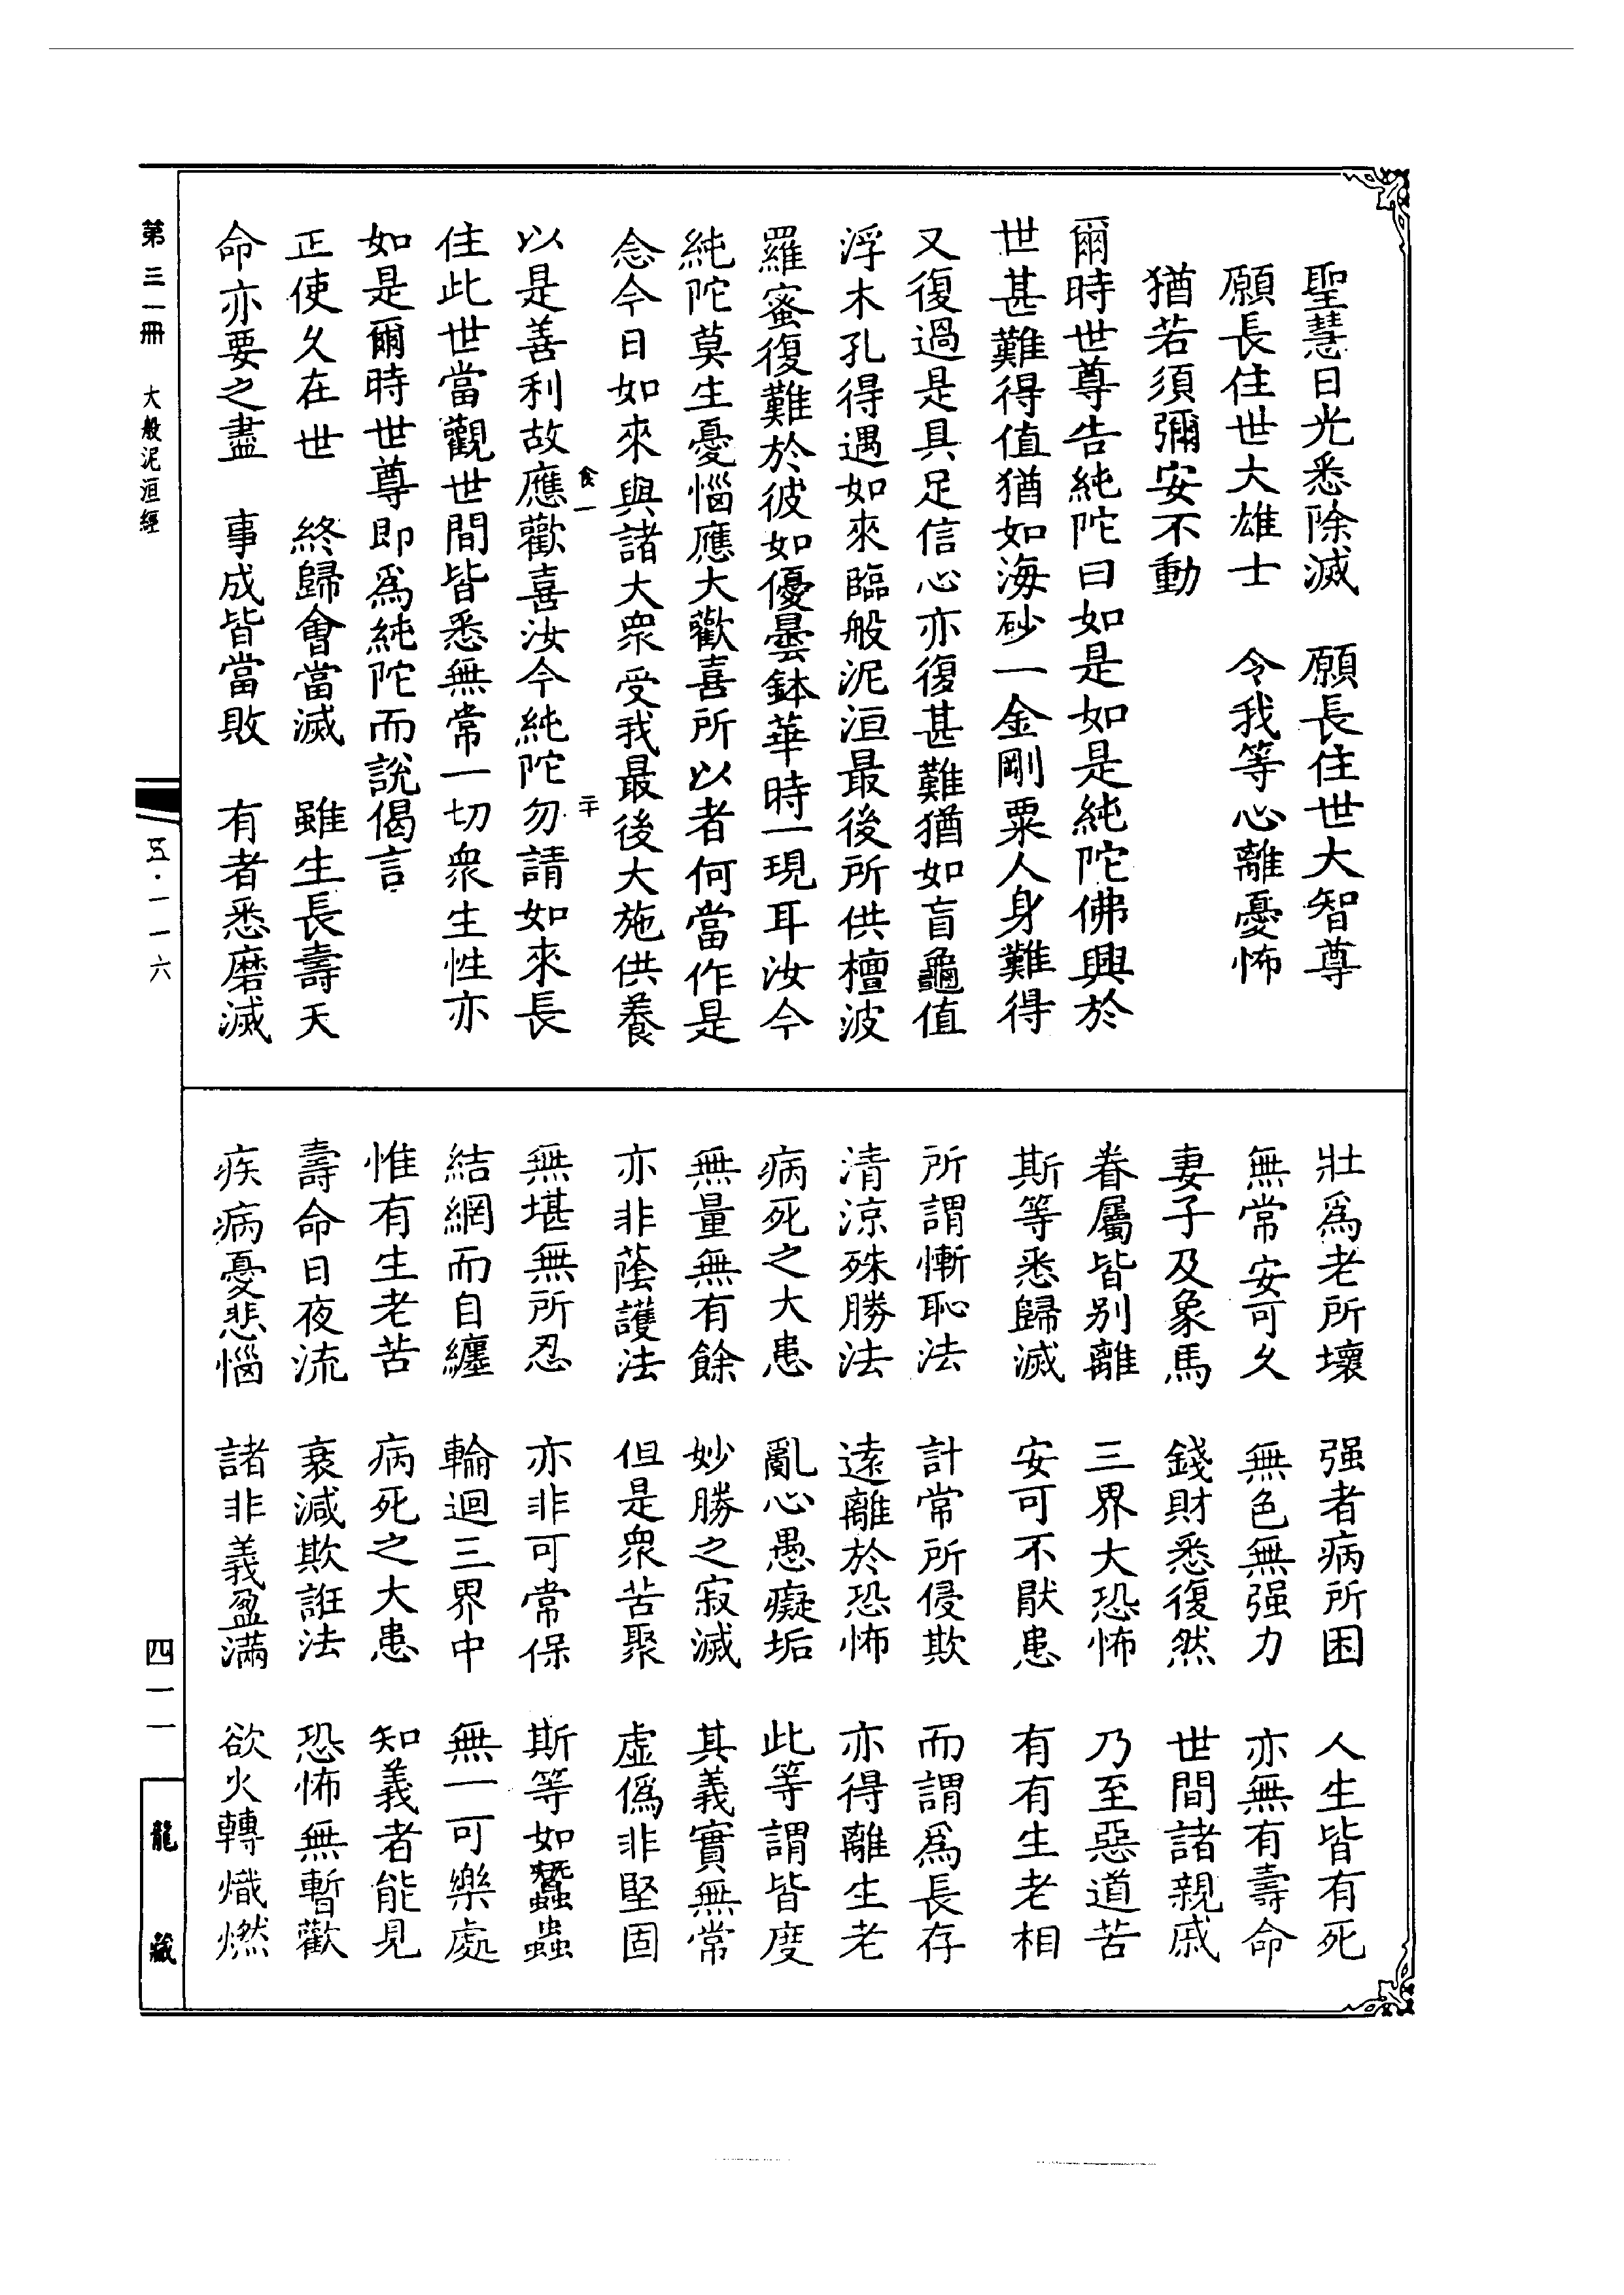 聖慧日光悉除滅　願長住世大智尊
願長住世大雄士　令我等心離憂怖
猶若須彌安不動
爾時世尊告純陀曰如是如是純陀佛興於
世甚難得值猶如海砂一金剛粟人身難得
又復過是具足信心亦復甚難猶如盲龜值
浮木孔得遇如來臨般泥洹最後所供檀波
羅蜜復難於彼如優曇鉢華時一現耳汝今
純陀莫生憂惱應大歡喜所以者何當作是
念今日如來與諸大衆受我最後大施供養
食一　二十
以是善利故應歡喜汝今純陀勿請如來長
住此世當觀世間皆悉無常一切衆生性亦
如是爾時世尊即爲純陀而說偈言
正使久在世　終歸會當滅　雖生長壽天
命亦要之盡　事成皆當敗　有者悉磨滅
壯爲老所壞　强者病所困　人生皆有死
無常安可久　無色無强力　亦無有壽命
妻子及象馬　錢財悉復然　世間諸親戚
眷屬皆别離　三界大恐怖　乃至惡道苦
斯等悉歸滅　安可不厭患　有有生老相
所謂慚恥法　計常所侵欺　而謂爲長存
清涼殊勝法　遠離於恐怖　亦得離生老
病死之大患　亂心愚癡垢　此等謂皆度
無量無有餘　妙勝之寂滅　其義實無常
亦非蔭護法　但是衆苦聚　虛僞非堅固
無堪無所忍　亦非可常保　斯等如蠶蟲
結網而自纏　輪迴三界中　無一可樂處
惟有生老苦　病死之大患　知義者能見
壽命日夜流　衰減欺誑法　恐怖無暫歡
疾病憂悲惱　諸非義盈滿　欲火轉熾燃
第三一冊　大般泥洹經　五·一一六　四一一　龍藏